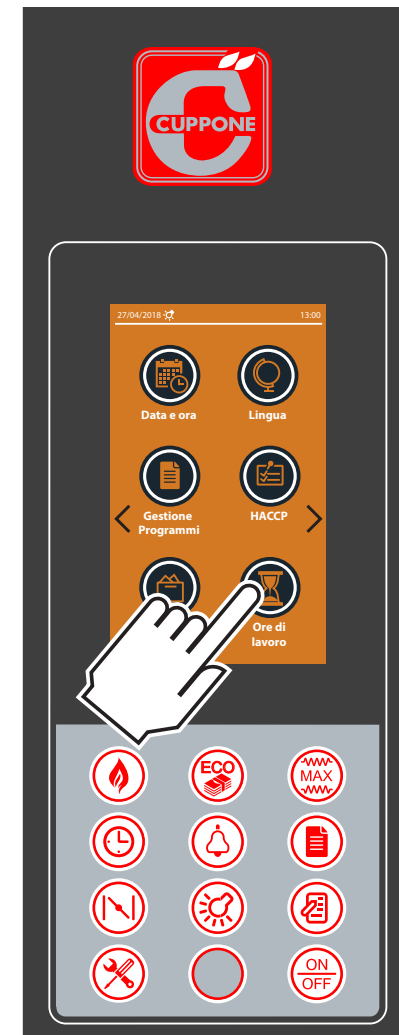 CUPPONE
27/04/2018
13:00
Data e ora
Lingua
Gestione
Programmi
HACCP
Ore di
lavoro
ECO
MAX
ON
OFF